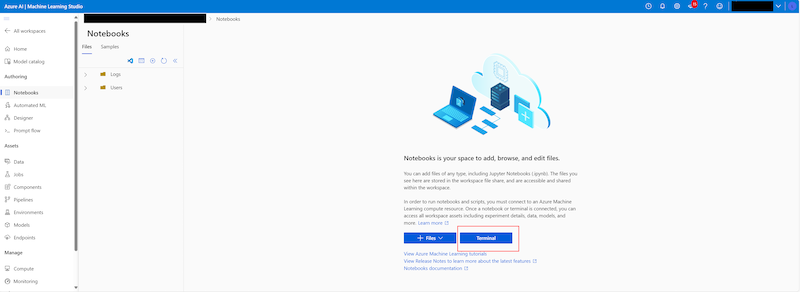 Azure AI | Machine Learning Studio
All workspaces
Home
Model catalog
Authoring
Notebooks
Automated ML
Designer
Prompt flow
Assets
Data
Jobs
Components
Pipelines
Environments
Models
Endpoints
Manage
Compute
Monitoring
> Notebooks
Notebooks
Files Samples
Logs
Users
Notebooks is your space to add, browse, and edit files.
You can add files of any type, including Jupyter Notebooks (.ipynb). The files you
see here are stored in the workspace file share, and are accessible and shared
within the workspace.
In order to run notebooks and scripts, you must connect to an Azure Machine
Learning compute resource. Once a notebook or terminal is connected, you can
access all workspace assets including experiment details, data, models, and
more. Learn more
+ Files Terminal
View Azure Machine Learning tutorials
View Release Notes to learn more about the latest features
Notebooks documentation